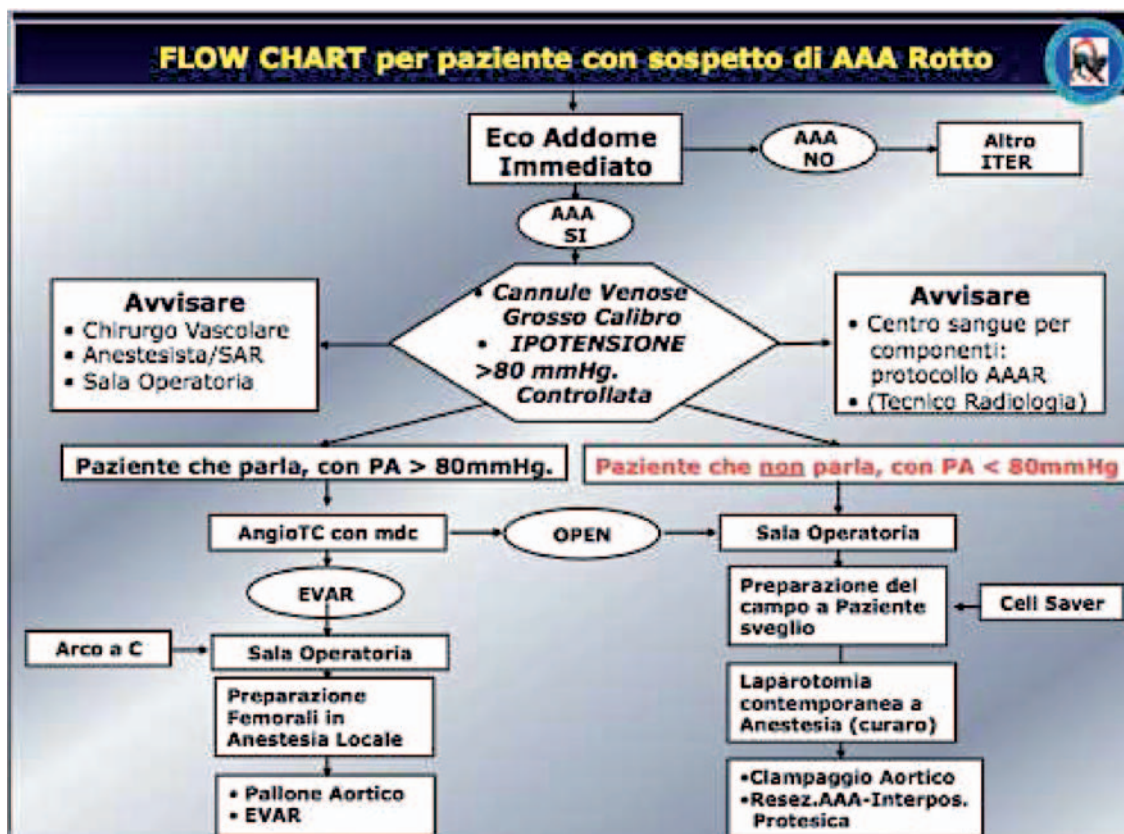 FLOW CHART per paziente con sospetto di AAA Rotto
Eco Addome
Immediato
AAA
NO
Altro
ITER
AAA
SI
Avvisare
• Chirurgo Vascolare
• Anestesista/SAR
• Sala Operatoria
• Cannule Venose
Grosso Calibro
• IPOTENSIONE
>80 mmHg.
Controllata
Avvisare
• Centro sangue per
componenti:
protocollo AAAR
• (Tecnico Radiologia)
Paziente che parla, con PA > 80mmHg.
Paziente che non parla, con PA < 80mmHg
AngioTC con mdc
OPEN
Sala Operatoria
EVAR
Preparazione del
campo a Paziente
sveglio
Cell Saver
Arco a C
Sala Operatoria
Preparazione
Femorali in
Anestesia Locale
Laparotomia
contemporanea a
Anestesia (curaro)
• Pallone Aortico
• EVAR
•Clampaggio Aortico
•Resez.AAA-Interpos.
Protesica